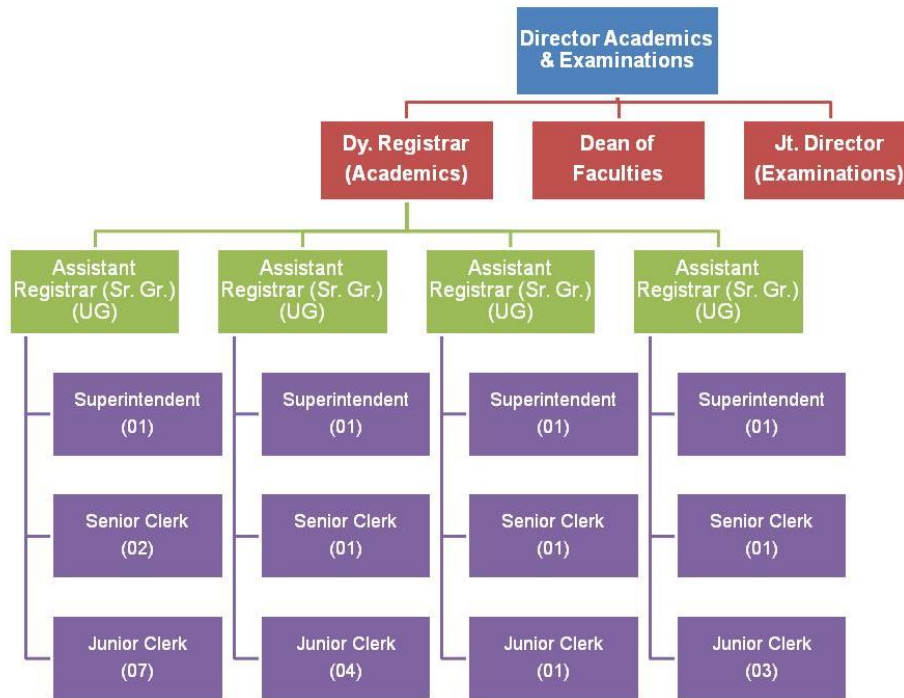 Director Academics
& Examinations
Dy. Registrar
(Academics)
Dean of
Faculties
Jt. Director
(Examinations)
Assistant
Registrar (Sr. Gr.)
(UG)
Assistant
Registrar (Sr. Gr.)
(UG)
Assistant
Registrar (Sr. Gr.)
(UG)
Assistant
Registrar (Sr. Gr.)
(UG)
Superintendent
(01)
Superintendent
(01)
Superintendent
(01)
Superintendent
(01)
Senior Clerk
(02)
Senior Clerk
(01)
Senior Clerk
(01)
Senior Clerk
(01)
Junior Clerk
(07)
Junior Clerk
(04)
Junior Clerk
(01)
Junior Clerk
(03)